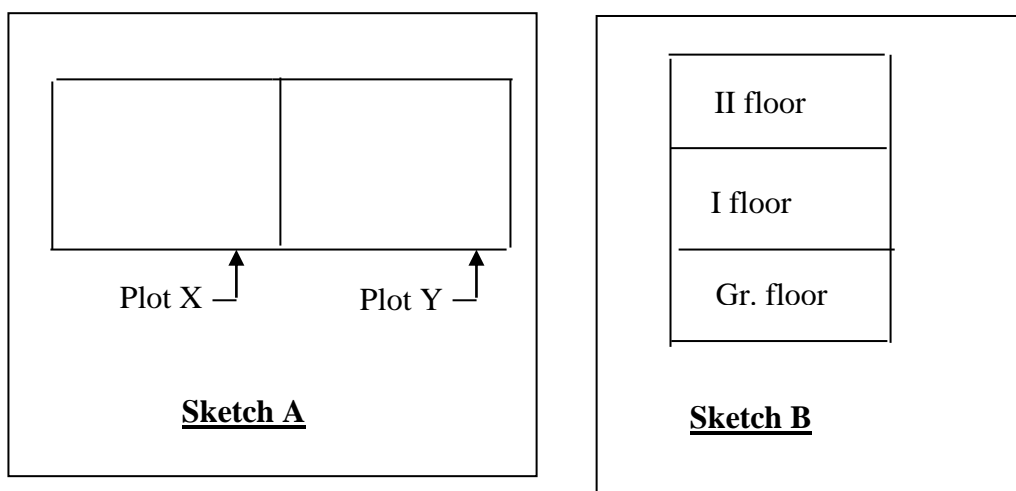 II floor
I floor
Gr. floor
Plot X
Plot Y
Sketch A
Sketch B